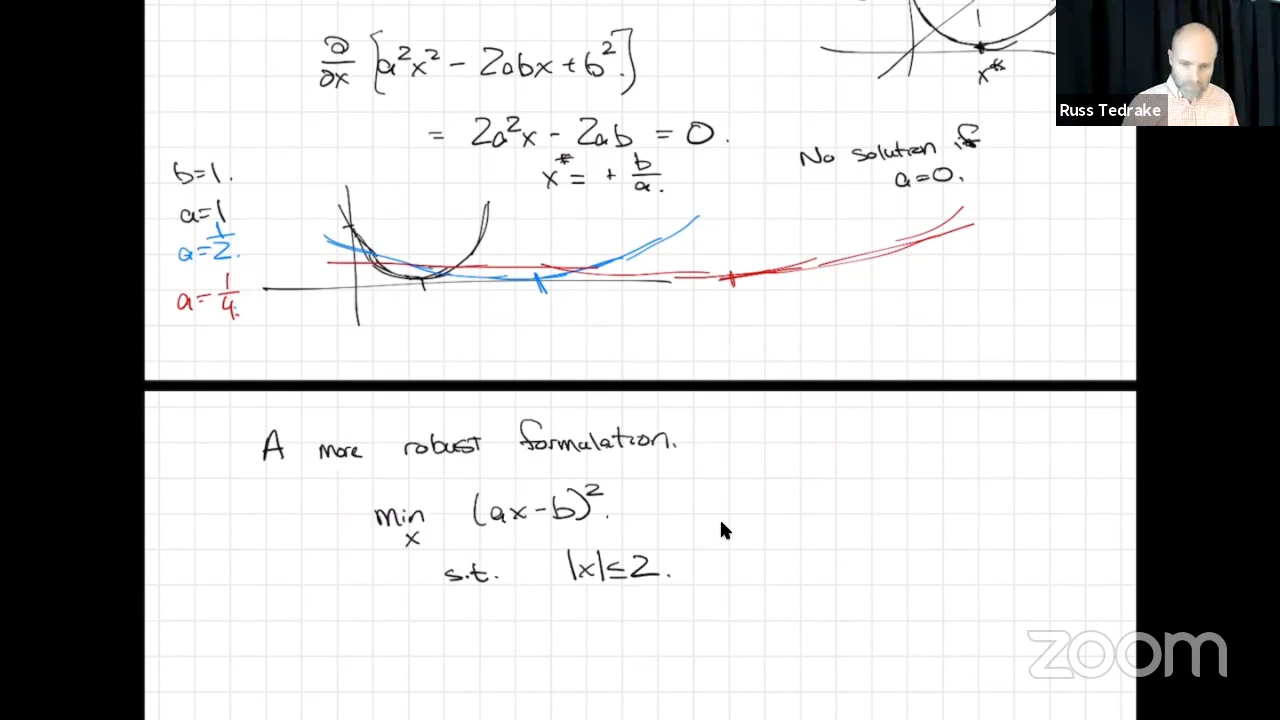 ∂/∂x [a²x² - 2abx + b².]
= 2a²x - 2ab = 0.
x* = + b/a.
No solution if
a=0.
x*
Russ Tedrake
b=1.
a=1
a=1/2.
a=1/4.
A more robust formulation.
min (ax-b)².
x
s.t. |x|≤2.
zoom